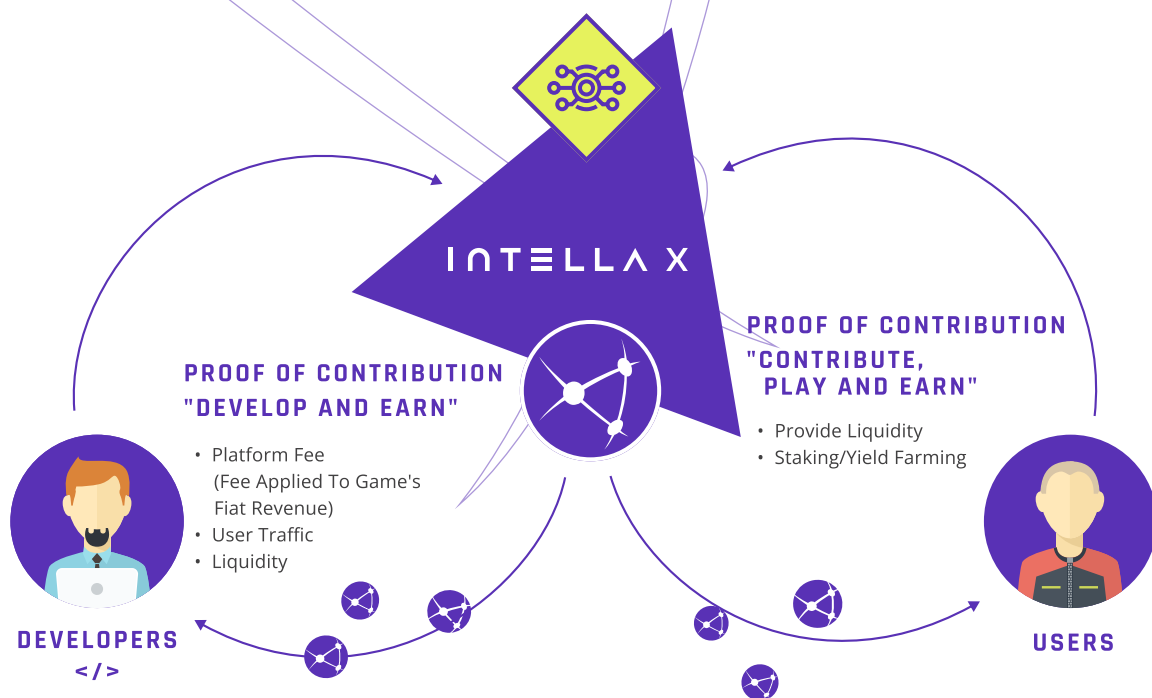 INTELLA X
PROOF OF CONTRIBUTION
"DEVELOP AND EARN"
• Platform Fee
(Fee Applied To Game's
Fiat Revenue)
• User Traffic
• Liquidity
DEVELOPERS
</>
PROOF OF CONTRIBUTION
"CONTRIBUTE,
PLAY AND EARN"
• Provide Liquidity
• Staking/Yield Farming
USERS